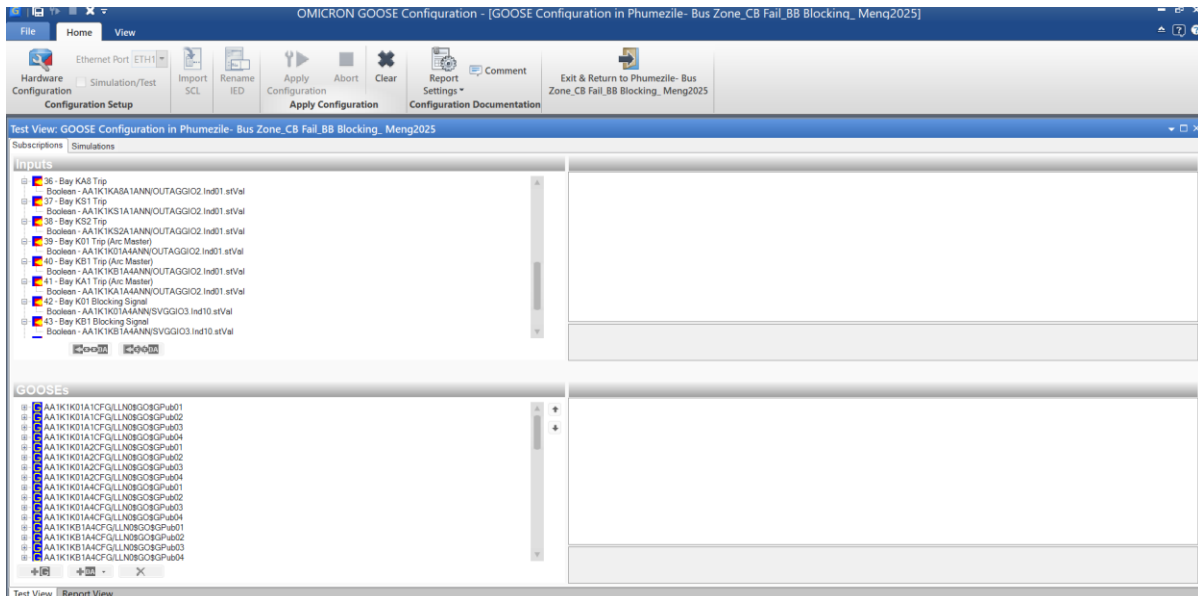 OMICRON GOOSE Configuration - [GOOSE Configuration in Phumezile- Bus Zone_CB Fail_BB Blocking_ Menq2025]
File Home View
Hardware Configuration
Ethernet Port ETH1
Simulation/Test
Configuration Setup
Import SCL
Rename IED
Apply Configuration
Abort
Clear
Apply Configuration
Report Settings
Comment
Configuration Documentation
Exit & Return to Phumezile- Bus
Zone_CB Fail_BB Blocking_ Meng2025
Test View: GOOSE Configuration in Phumezile- Bus Zone_CB Fail_BB Blocking_ Meng2025
Subscriptions Simulations
Inputs
36 - Bay KA8 Trip
Boolean - AA1K1KA8A1ANN/OUTAGGIO2.Ind01.stVal
37 - Bay KS1 Trip
Boolean - AA1K1KS1A1ANN/OUTAGGIO2.Ind01.stVal
38 - Bay KS2 Trip
Boolean - AA1K1KS2A1ANN/OUTAGGIO2.Ind01.stVal
39 - Bay K01 Trip (Arc Master)
Boolean - AA1K1K01A4ANN/OUTAGGIO2.Ind01.stVal
40 - Bay KB1 Trip (Arc Master)
Boolean - AA1K1KB1A4ANN/OUTAGGIO2.Ind01.stVal
41 - Bay KA1 Trip (Arc Master)
Boolean - AA1K1KA1A4ANN/OUTAGGIO2.Ind01.stVal
42 - Bay K01 Blocking Signal
Boolean - AA1K1K01A4ANN/SVGGIO3.Ind10.stVal
43 - Bay KB1 Blocking Signal
Boolean - AA1K1KB1A4ANN/SVGGIO3.Ind10.stVal
DA DA
GOOSEs
G AA1K1K01A1CFG/LLN0$GO$GPub01
G AA1K1K01A1CFG/LLN0$GO$GPub02
G AA1K1K01A1CFG/LLN0$GO$GPub03
G AA1K1K01A1CFG/LLN0$GO$GPub04
G AA1K1K01A2CFG/LLN0$GO$GPub01
G AA1K1K01A2CFG/LLN0$GO$GPub02
G AA1K1K01A2CFG/LLN0$GO$GPub03
G AA1K1K01A2CFG/LLN0$GO$GPub04
G AA1K1K01A4CFG/LLN0$GO$GPub01
G AA1K1K01A4CFG/LLN0$GO$GPub02
G AA1K1K01A4CFG/LLN0$GO$GPub03
G AA1K1K01A4CFG/LLN0$GO$GPub04
G AA1K1KB1A4CFG/LLN0$GO$GPub01
G AA1K1KB1A4CFG/LLN0$GO$GPub02
G AA1K1KB1A4CFG/LLN0$GO$GPub03
G AA1K1KB1A4CFG/LLN0$GO$GPub04
G DA
Test View Report View